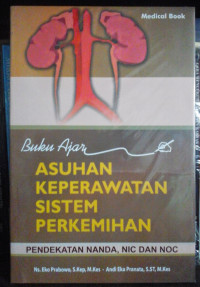 Medical Book
Buku Ajar
ASUHAN
KEPERAWATAN
SISTEM
PERKEMIHAN
PENDEKATAN NANDA, NIC DAN NOC
Ns. Eko Prabowo, S.Kep, M.Kes - Andi Eka Pranata, S.ST, M.Kes